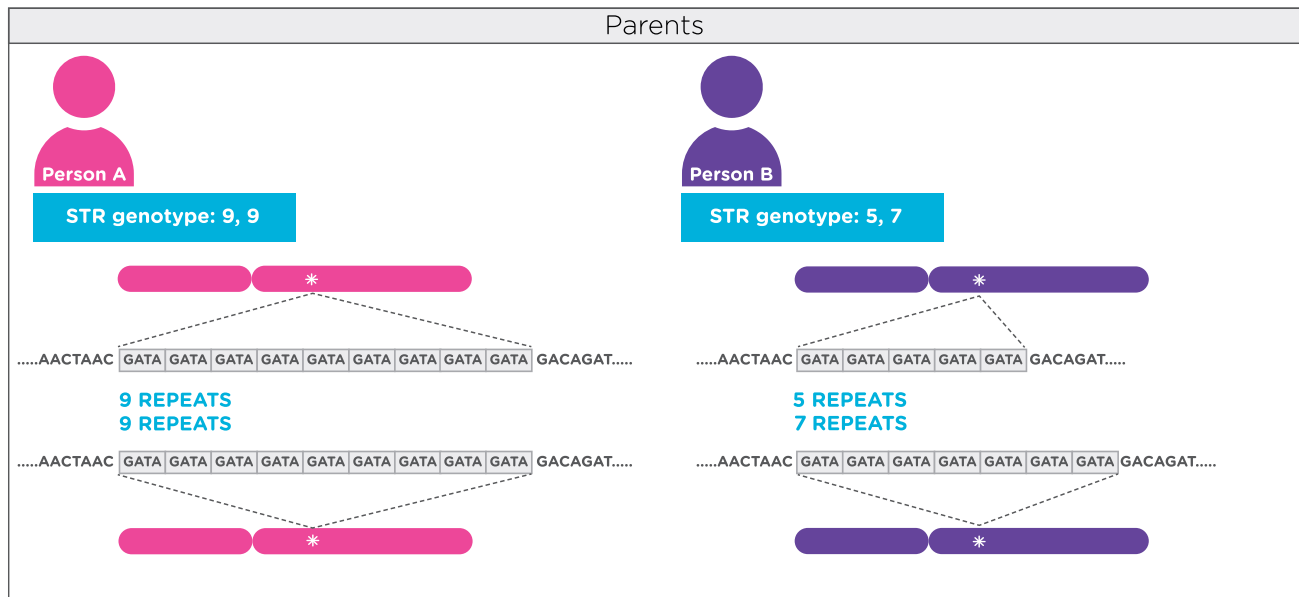 Parents
Person A
Person B
STR genotype: 9, 9
STR genotype: 5, 7
.....AACTAAC GATA GATA GATA GATA GATA GATA GATA GATA GATA GACAGAT.....
.....AACTAAC GATA GATA GATA GATA GATA GACAGAT.....
9 REPEATS
9 REPEATS
5 REPEATS
7 REPEATS
.....AACTAAC GATA GATA GATA GATA GATA GATA GATA GATA GATA GACAGAT.....
.....AACTAAC GATA GATA GATA GATA GATA GATA GATA GACAGAT.....